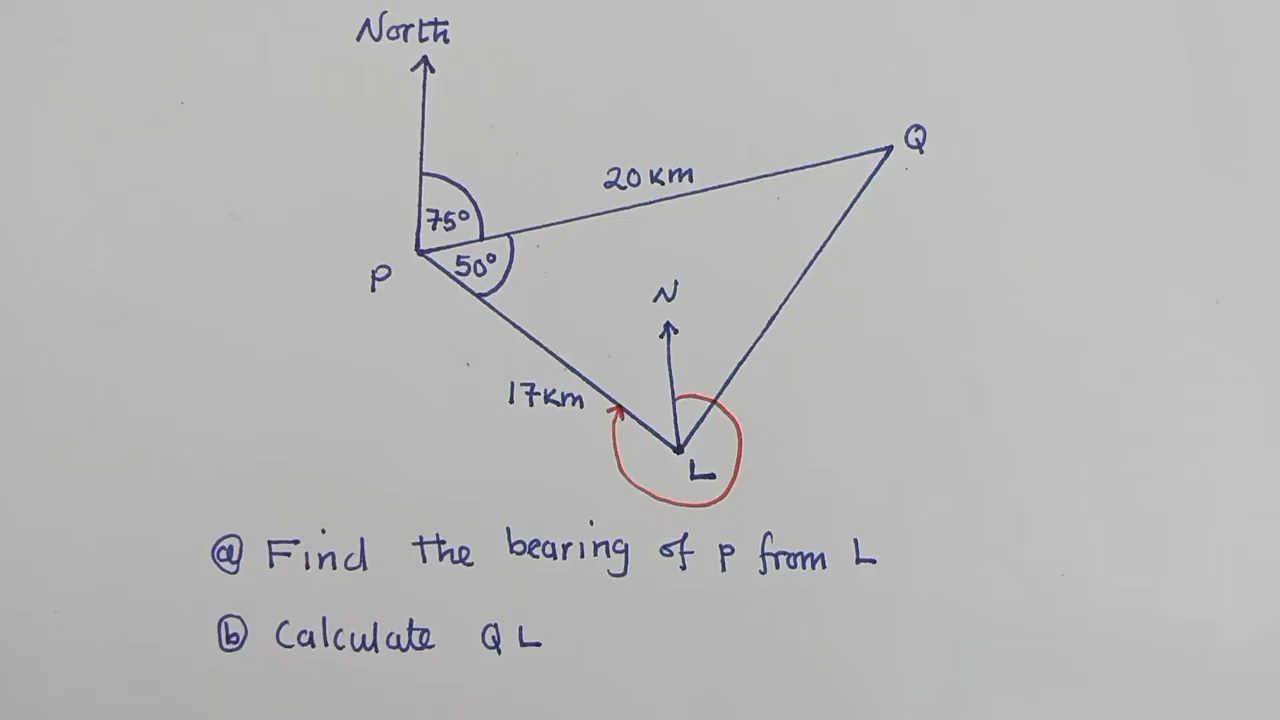 North
Q
20 km
75°
50°
P
N
17 km
L
ⓐ Find the bearing of P from L
ⓑ Calculate QL